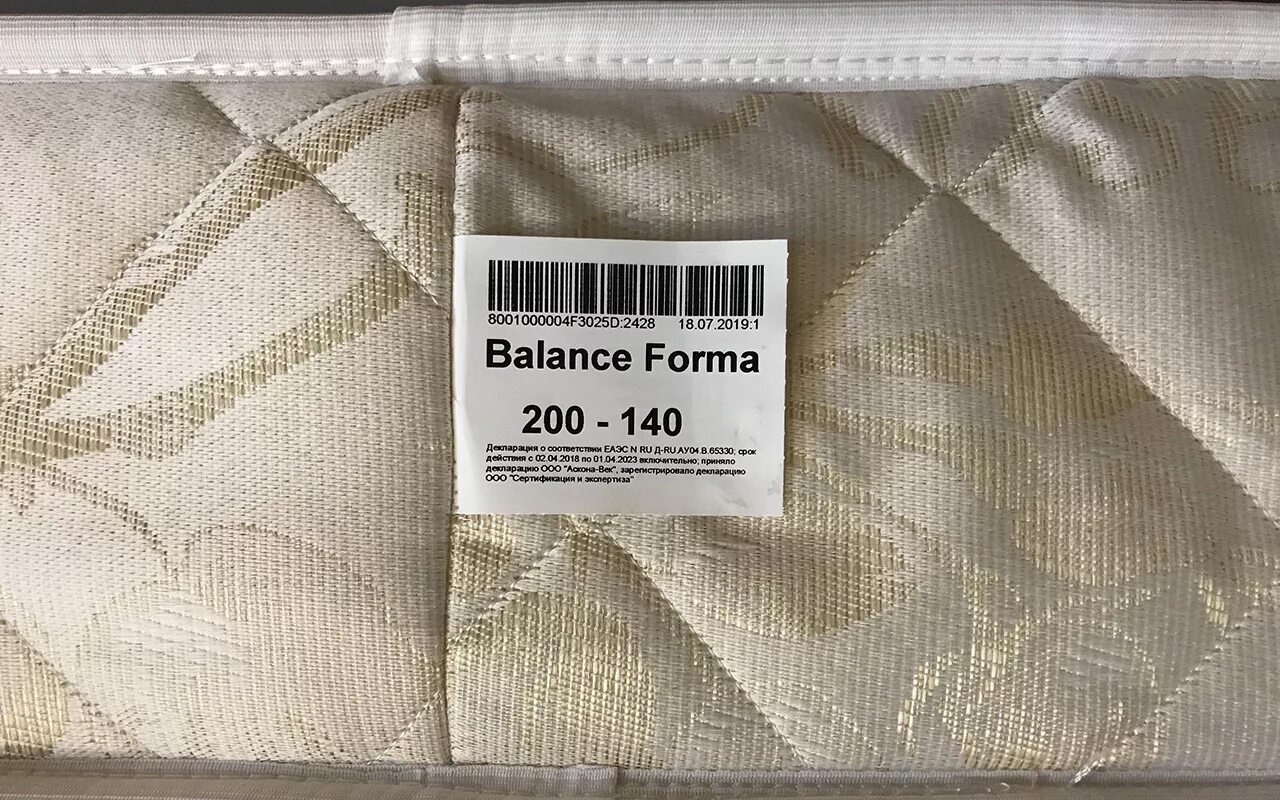 8001000004F3025D:2428 18.07.2019:1
Balance Forma
200 - 140
Декларация о соответствии ЕАЭС N RU Д-RU.АУ04.В.65330; срок
действия с 02.04.2018 по 01.04.2023 включительно; приняло
декларацию ООО "Аскона-Век", зарегистрировало декларацию
ООО "Сертификация и экспертиза"